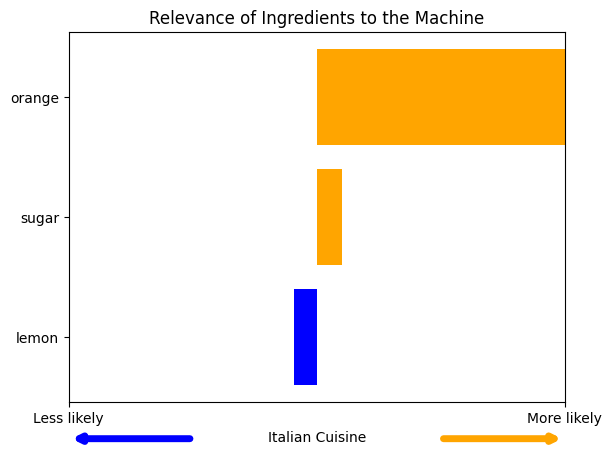 Relevance of Ingredients to the Machine
orange
sugar
lemon
Less likely
More likely
Italian Cuisine